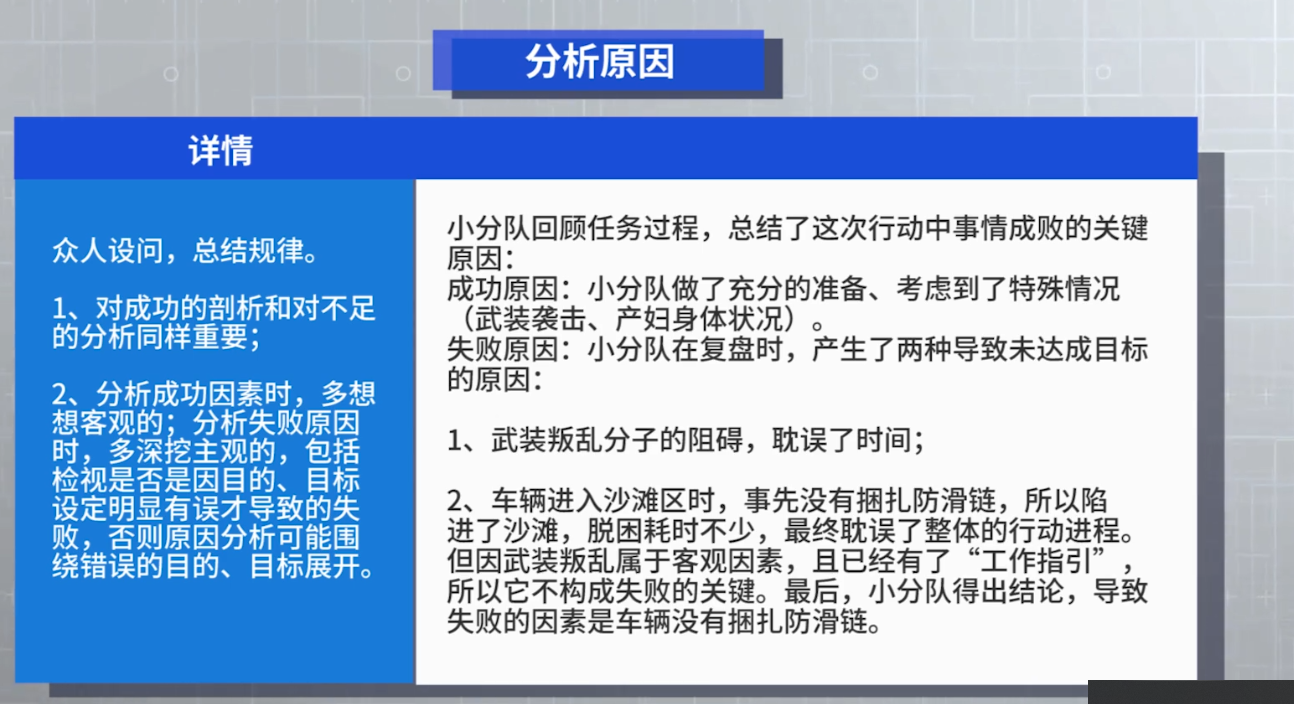 分析原因
详情
众人设问，总结规律。
1、对成功的剖析和对不足
的分析同样重要；
2、分析成功因素时，多想
想客观的；分析失败原因
时，多深挖主观的，包括
检视是否是因目的、目标
设定明显有误才导致的失
败，否则原因分析可能围
绕错误的目的、目标展开。
小分队回顾任务过程，总结了这次行动中事情成败的关键
原因：
成功原因：小分队做了充分的准备、考虑到了特殊情况
（武装袭击、产妇身体状况）。
失败原因：小分队在复盘时，产生了两种导致未达成目标
的原因：
1、武装叛乱分子的阻碍，耽误了时间；
2、车辆进入沙滩区时，事先没有捆扎防滑链，所以陷
进了沙滩，脱困耗时不少，最终耽误了整体的行动进程。
但因武装叛乱属于客观因素，且已经有了“工作指引”，
所以它不构成失败的关键。最后，小分队得出结论，导致
失败的因素是车辆没有捆扎防滑链。